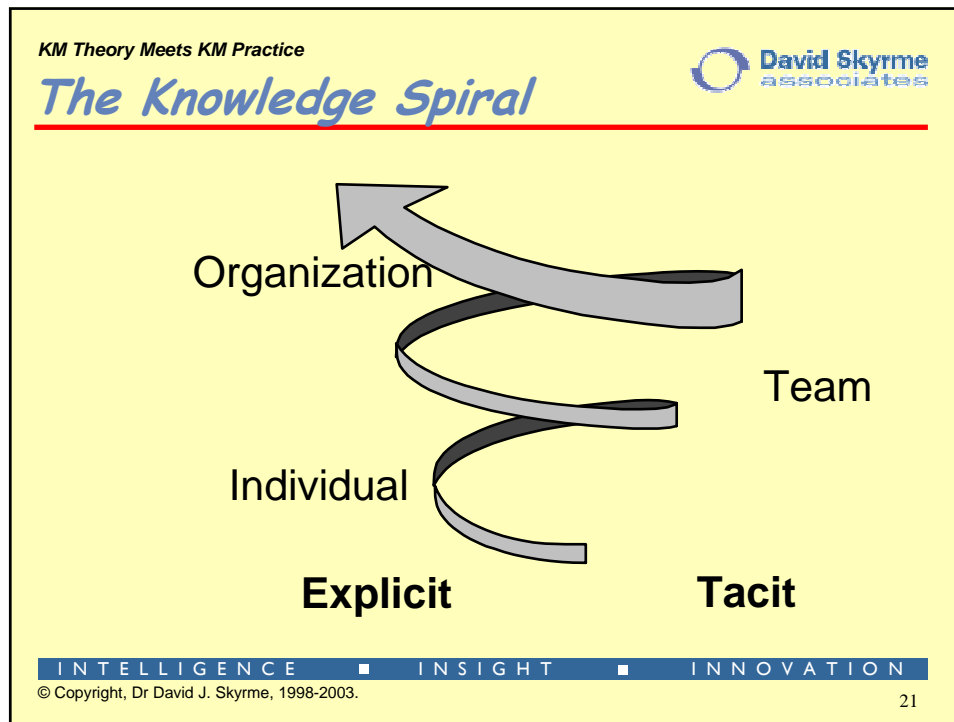 KM Theory Meets KM Practice
David Skyrme
associates
The Knowledge Spiral
Organization
Team
Individual
Explicit Tacit
INTELLIGENCE ■ INSIGHT ■ INNOVATION
© Copyright, Dr David J. Skyrme, 1998-2003.
21